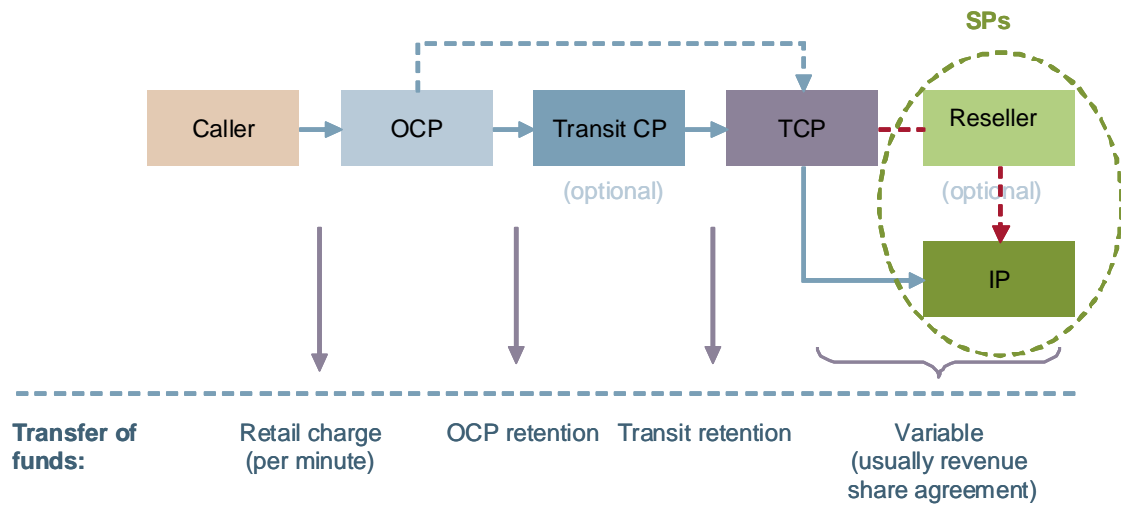 SPs
Caller
OCP
Transit CP
TCP
Reseller
(optional)
(optional)
IP
Transfer of
funds:
Retail charge
(per minute)
OCP retention
Transit retention
Variable
(usually revenue
share agreement)